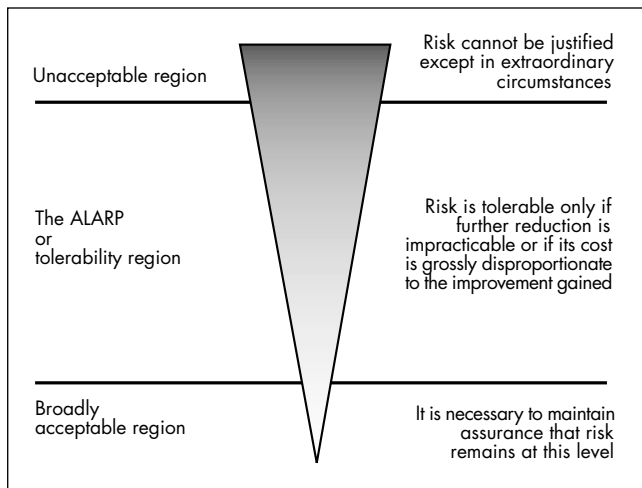 Unacceptable region
Risk cannot be justified
except in extraordinary
circumstances
The ALARP
or
tolerability region
Risk is tolerable only if
further reduction is
impracticable or if its cost
is grossly disproportionate
to the improvement gained
Broadly
acceptable region
It is necessary to maintain
assurance that risk
remains at this level